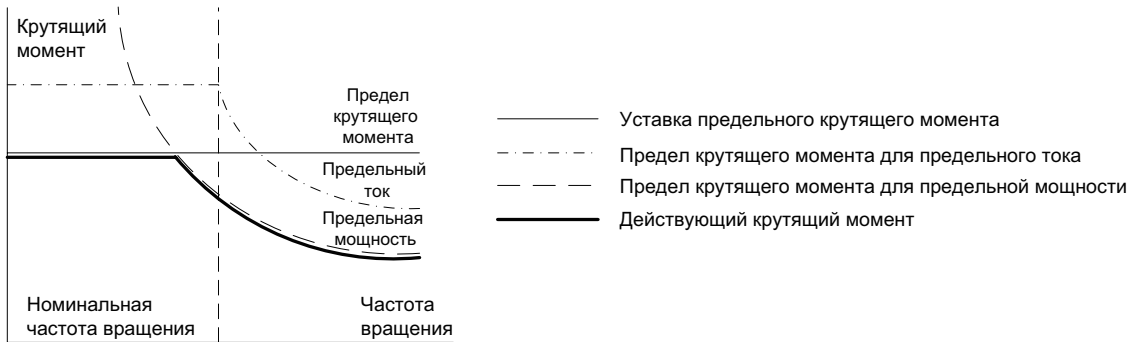 Крутящий
момент
Предел
крутящего
момента
Предельный
ток
Предельная
мощность
Номинальная
частота вращения
Частота
вращения
Уставка предельного крутящего момента
Предел крутящего момента для предельного тока
Предел крутящего момента для предельной мощности
Действующий крутящий момент